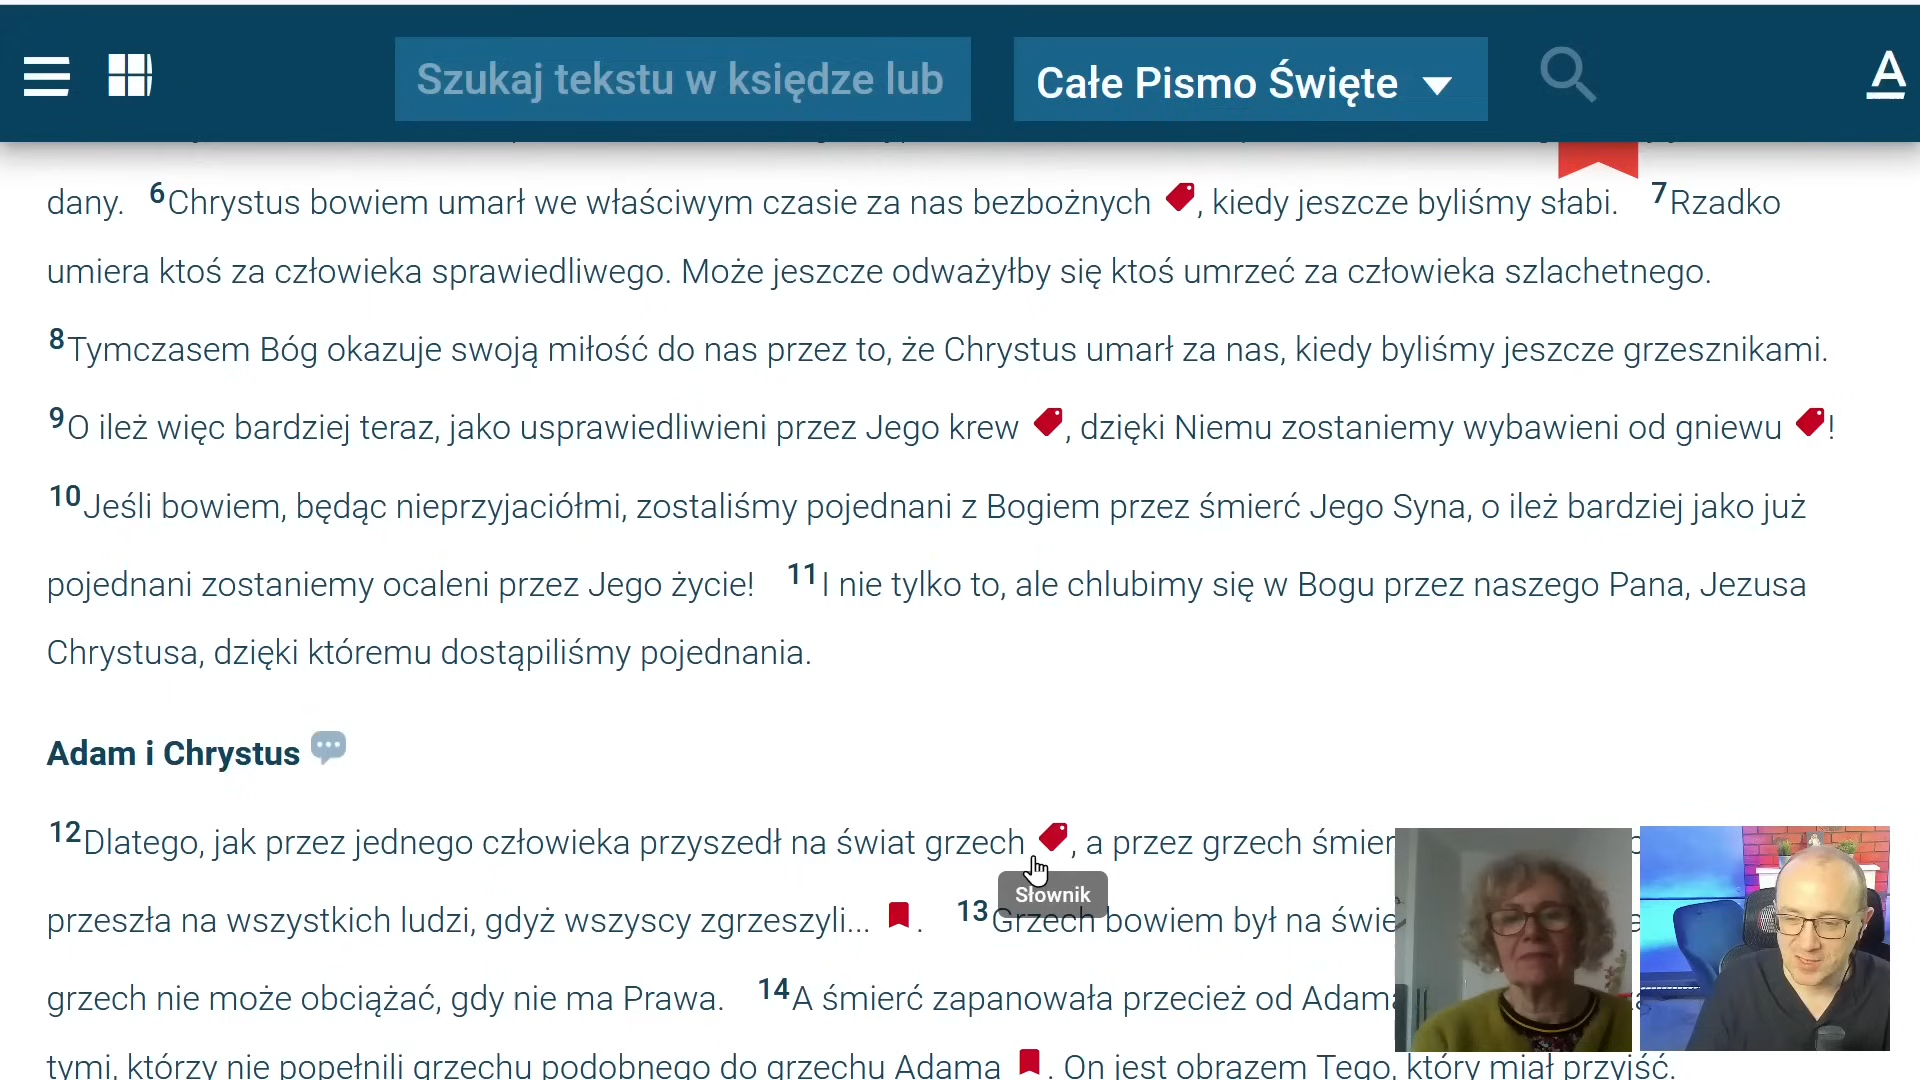 Szukaj tekstu w księdze lub
Całe Pismo Święte
A
dany. 6Chrystus bowiem umarł we właściwym czasie za nas bezbożnych , kiedy jeszcze byliśmy słabi. 7Rzadko
umiera ktoś za człowieka sprawiedliwego. Może jeszcze odważyłby się ktoś umrzeć za człowieka szlachetnego.
8Tymczasem Bóg okazuje swoją miłość do nas przez to, że Chrystus umarł za nas, kiedy byliśmy jeszcze grzesznikami.
9O ileż więc bardziej teraz, jako usprawiedliwieni przez Jego krew , dzięki Niemu zostaniemy wybawieni od gniewu !
10Jeśli bowiem, będąc nieprzyjaciółmi, zostaliśmy pojednani z Bogiem przez śmierć Jego Syna, o ileż bardziej jako już
pojednani zostaniemy ocaleni przez Jego życie! 11I nie tylko to, ale chlubimy się w Bogu przez naszego Pana, Jezusa
Chrystusa, dzięki któremu dostąpiliśmy pojednania.
Adam i Chrystus
12Dlatego, jak przez jednego człowieka przyszedł na świat grzech , a przez grzech śmier
Słownik
przeszła na wszystkich ludzi, gdyż wszyscy zgrzeszyli... . 13Grzech bowiem był na świe
grzech nie może obciążać, gdy nie ma Prawa. 14A śmierć zapanowała przecież od Adama
tymi, którzy nie popełnili grzechu podobnego do grzechu Adama . On jest obrazem Tego, który miał przyjść.